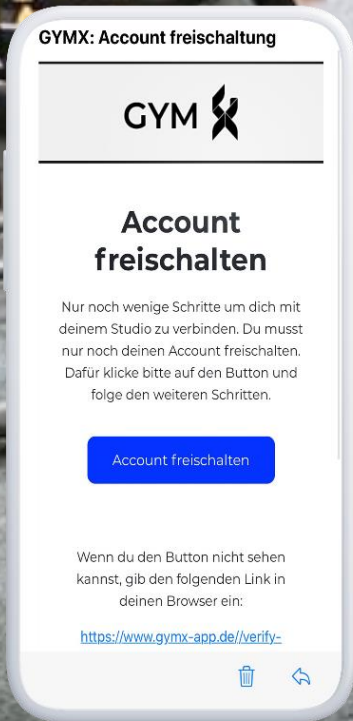 GYMX: Account freischaltung
GYM
Account
freischalten
Nur noch wenige Schritte um dich mit
deinem Studio zu verbinden. Du musst
nur noch deinen Account freischalten.
Dafür klicke bitte auf den Button und
folge den weiteren Schritten.
Account freischalten
Wenn du den Button nicht sehen
kannst, gib den folgenden Link in
deinen Browser ein:
https://www.gymx-app.de//verify-